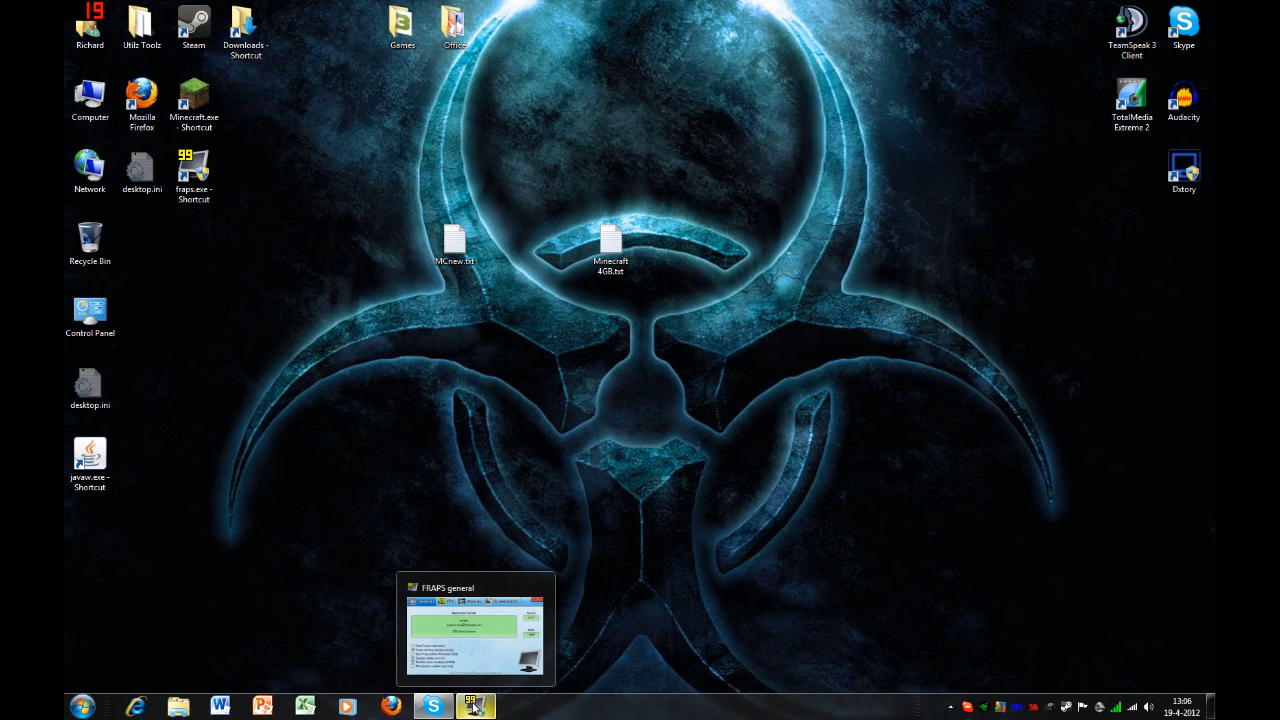 19
Richard
Utilz Toolz
Steam
Downloads -
Shortcut
Games
Office
TeamSpeak 3
Client
Skype
Computer
Mozilla
Firefox
Minecraft.exe
- Shortcut
TotalMedia
Extreme 2
Audacity
99
Network
desktop.ini
fraps.exe -
Shortcut
Dxtory
Recycle Bin
MCnew.txt
Minecraft
4GB.txt
Control Panel
desktop.ini
javaw.exe -
Shortcut
FRAPS general
99
36
13:06
19-4-2012